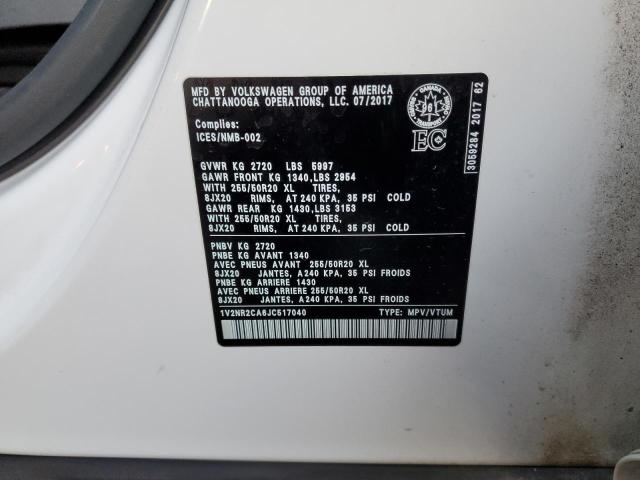 MFD BY VOLKSWAGEN GROUP OF AMERICA
CHATTANOOGA OPERATIONS, LLC. 07/2017
Complies:
ICES/NMB-002
CANADA
96
TRANSPORT
EC
3059284 2017 62
GVWR KG 2720 LBS 5997
GAWR FRONT KG 1340,LBS 2954
WITH 255/50R20 XL TIRES,
8JX20 RIMS, AT 240 KPA, 35 PSI COLD
GAWR REAR KG 1430,LBS 3153
WITH 255/50R20 XL TIRES,
8JX20 RIMS, AT 240 KPA, 35 PSI COLD
PNBV KG 2720
PNBE KG AVANT 1340
AVEC PNEUS AVANT 255/50R20 XL
8JX20 JANTES, A 240 KPA, 35 PSI FROIDS
PNBE KG ARRIERE 1430
AVEC PNEUS ARRIERE 255/50R20 XL
8JX20 JANTES, A 240 KPA, 35 PSI FROIDS
1V2NR2CA6JC517040 TYPE: MPV/VTUM